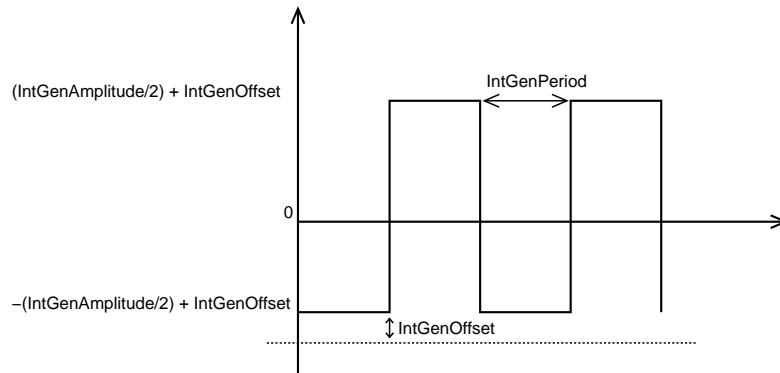 IntGenPeriod
(IntGenAmplitude/2) + IntGenOffset
0
−(IntGenAmplitude/2) + IntGenOffset
IntGenOffset